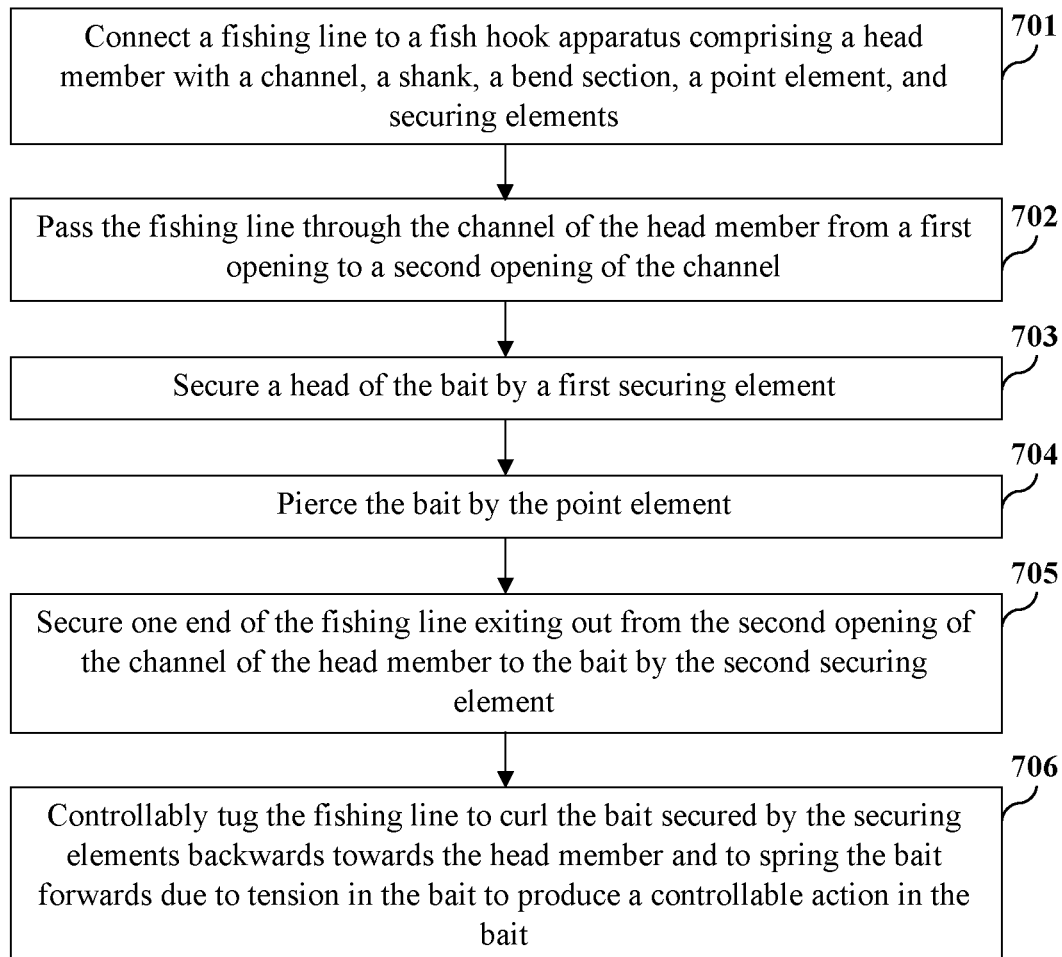 Connect a fishing line to a fish hook apparatus comprising a head
member with a channel, a shank, a bend section, a point element, and
securing elements
701
Pass the fishing line through the channel of the head member from a first
opening to a second opening of the channel
702
Secure a head of the bait by a first securing element
703
Pierce the bait by the point element
704
Secure one end of the fishing line exiting out from the second opening of
the channel of the head member to the bait by the second securing
element
705
Controllably tug the fishing line to curl the bait secured by the securing
elements backwards towards the head member and to spring the bait
forwards due to tension in the bait to produce a controllable action in the
bait
706